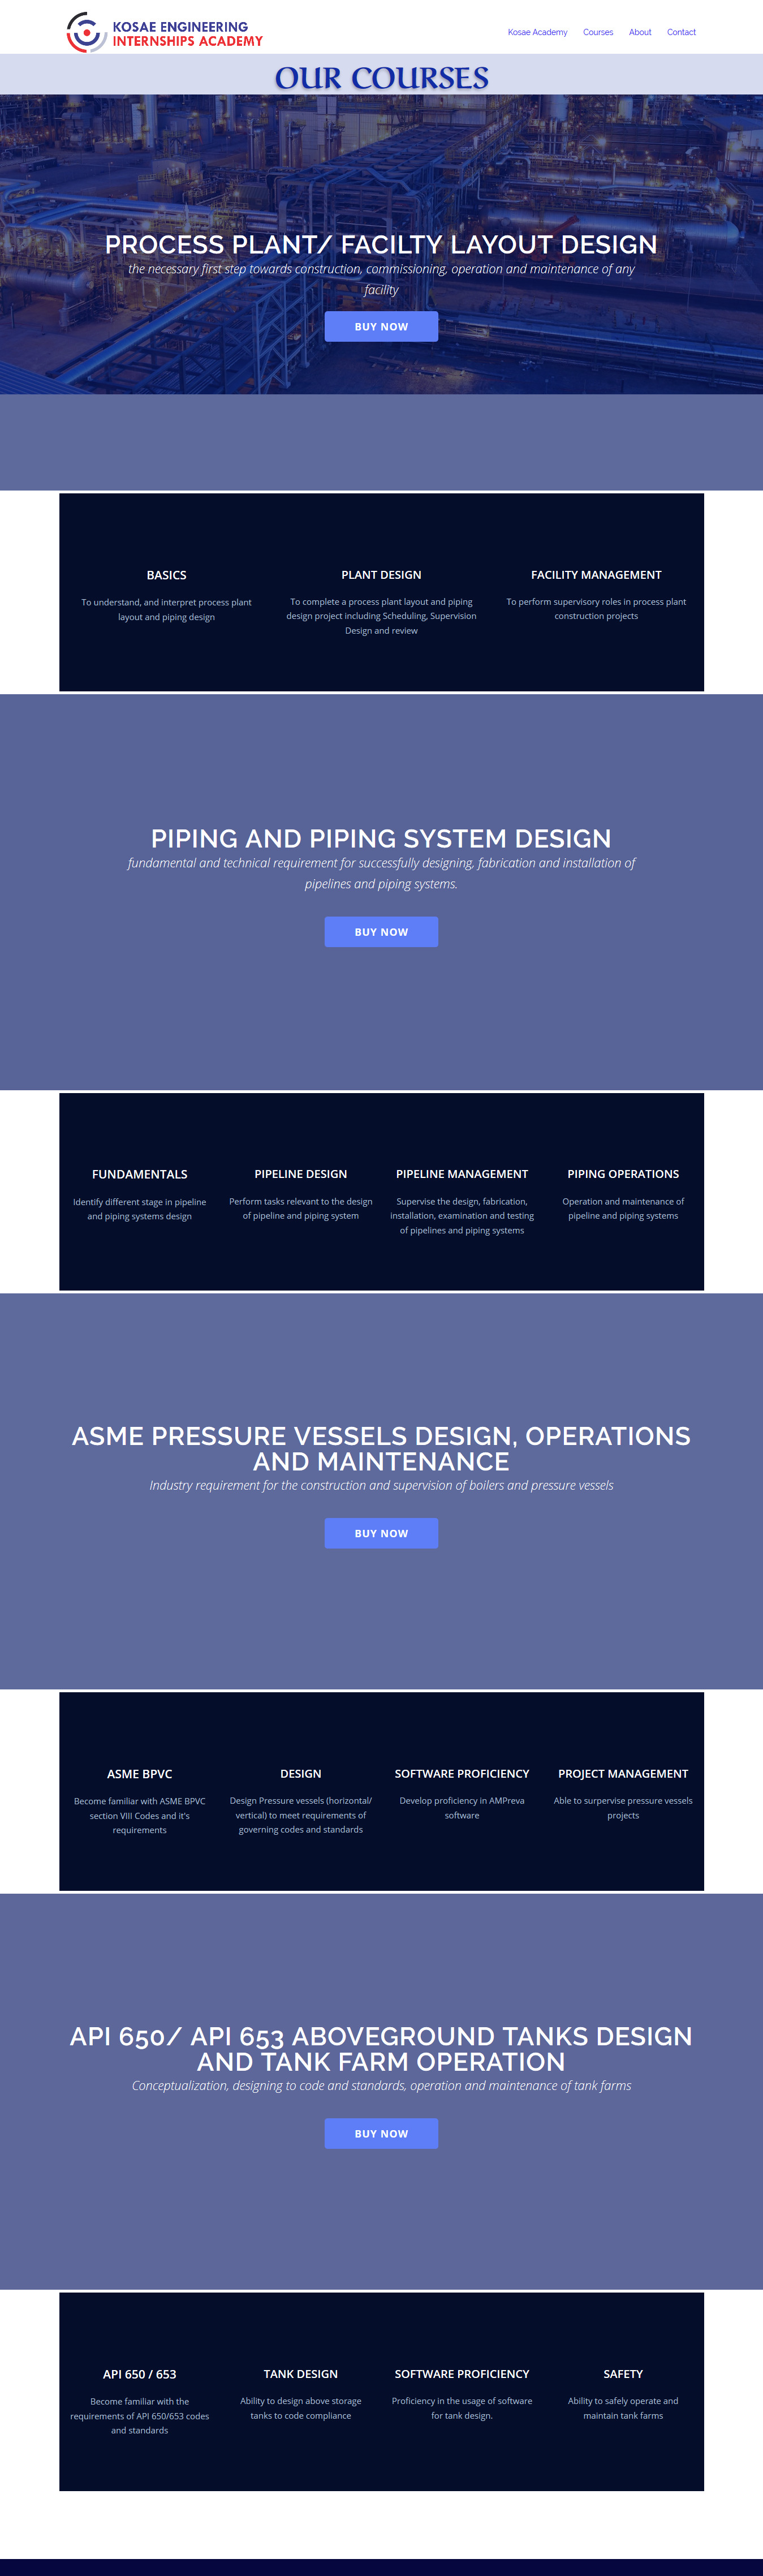 KOSAE ENGINEERING
INTERNSHIPS ACADEMY
Kosae Academy Courses About Contact
OUR COURSES
PROCESS PLANT/ FACILTY LAYOUT DESIGN
the necessary first step towards construction, commissioning, operation and maintenance of any
facility
BUY NOW
BASICS
To understand, and interpret process plant
layout and piping design
PLANT DESIGN
To complete a process plant layout and piping
design project including Scheduling, Supervision
Design and review
FACILITY MANAGEMENT
To perform supervisory roles in process plant
construction projects
PIPING AND PIPING SYSTEM DESIGN
fundamental and technical requirement for successfully designing, fabrication and installation of
pipelines and piping systems.
BUY NOW
FUNDAMENTALS
Identify different stage in pipeline
and piping systems design
PIPELINE DESIGN
Perform tasks relevant to the design
of pipeline and piping system
PIPELINE MANAGEMENT
Supervise the design, fabrication,
installation, examination and testing
of pipelines and piping systems
PIPING OPERATIONS
Operation and maintenance of
pipeline and piping systems
ASME PRESSURE VESSELS DESIGN, OPERATIONS
AND MAINTENANCE
Industry requirement for the construction and supervision of boilers and pressure vessels
BUY NOW
ASME BPVC
Become familiar with ASME BPVC
section VIII Codes and it's
requirements
DESIGN
Design Pressure vessels (horizontal/
vertical) to meet requirements of
governing codes and standards
SOFTWARE PROFICIENCY
Develop proficiency in AMPreva
software
PROJECT MANAGEMENT
Able to surpervise pressure vessels
projects
API 650/ API 653 ABOVEGROUND TANKS DESIGN
AND TANK FARM OPERATION
Conceptualization, designing to code and standards, operation and maintenance of tank farms
BUY NOW
API 650 / 653
Become familiar with the
requirements of API 650/653 codes
and standards
TANK DESIGN
Ability to design above storage
tanks to code compliance
SOFTWARE PROFICIENCY
Proficiency in the usage of software
for tank design.
SAFETY
Ability to safely operate and
maintain tank farms